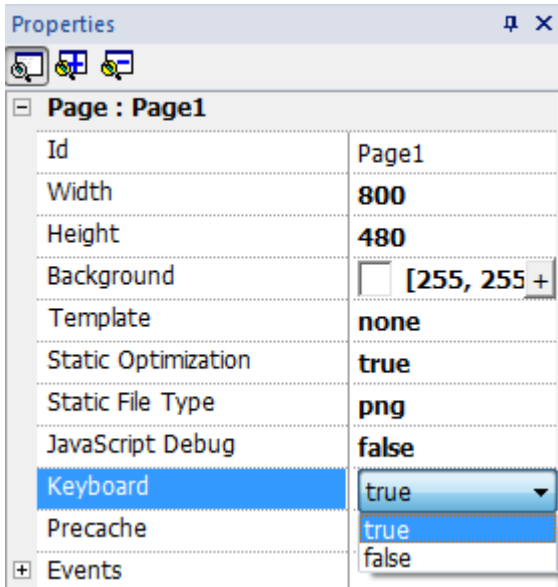 Properties
Page : Page1
Id Page1
Width 800
Height 480
Background [255, 255 +
Template none
Static Optimization true
Static File Type png
JavaScript Debug false
Keyboard true
Precache true
Events false